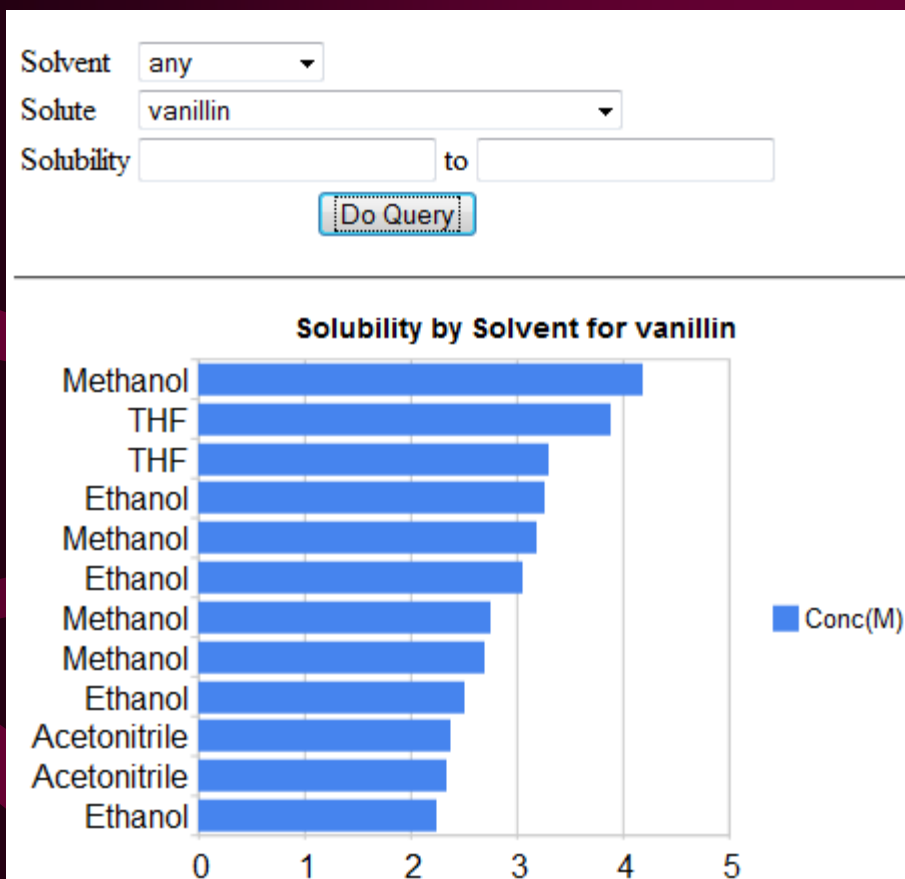 Solvent any
Solute vanillin
Solubility to
Do Query
Solubility by Solvent for vanillin
Methanol
THF
THF
Ethanol
Methanol
Ethanol
Methanol
Methanol
Ethanol
Acetonitrile
Acetonitrile
Ethanol
Conc(M)
0 1 2 3 4 5